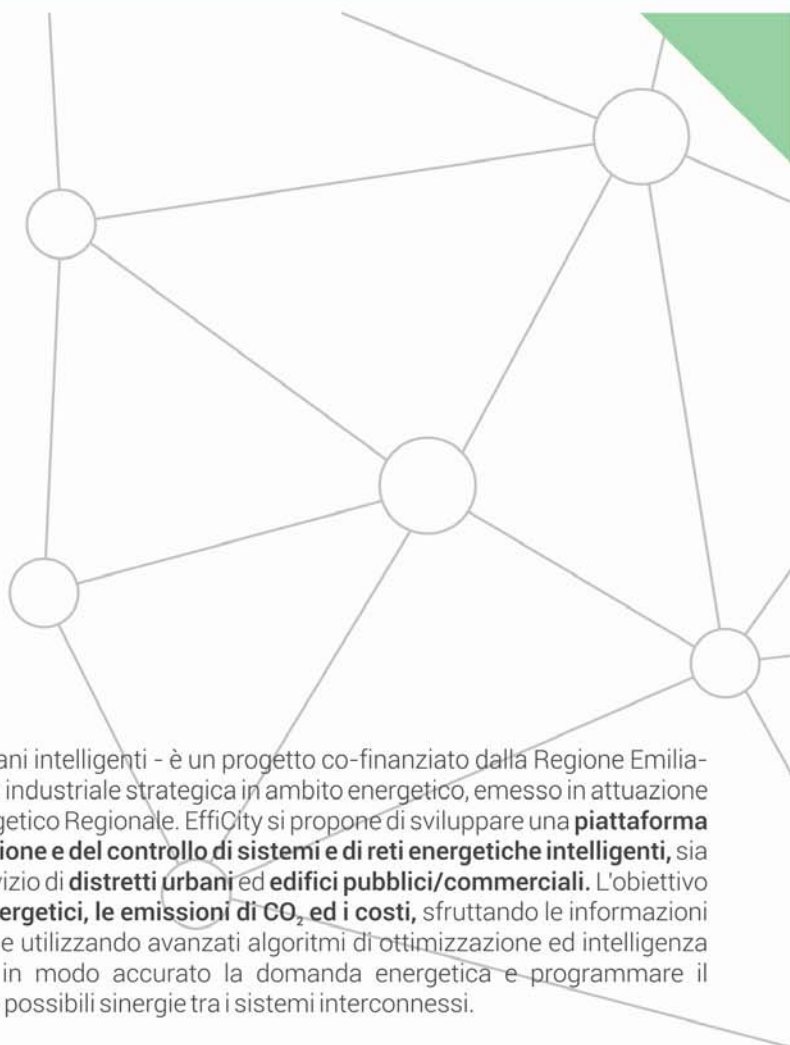 ani intelligenti - è un progetto co-finanziato dalla Regione Emilia-
industriale strategica in ambito energetico, emesso in attuazione
getico Regionale. EffiCity si propone di sviluppare una piattaforma
ione e del controllo di sistemi e di reti energetiche intelligenti, sia
vizio di distretti urbani ed edifici pubblici/commerciali. L'obiettivo
ergetici, le emissioni di CO₂ ed i costi, sfruttando le informazioni
e utilizzando avanzati algoritmi di ottimizzazione ed intelligenza
in modo accurato la domanda energetica e programmare il
possibili sinergie tra i sistemi interconnessi.